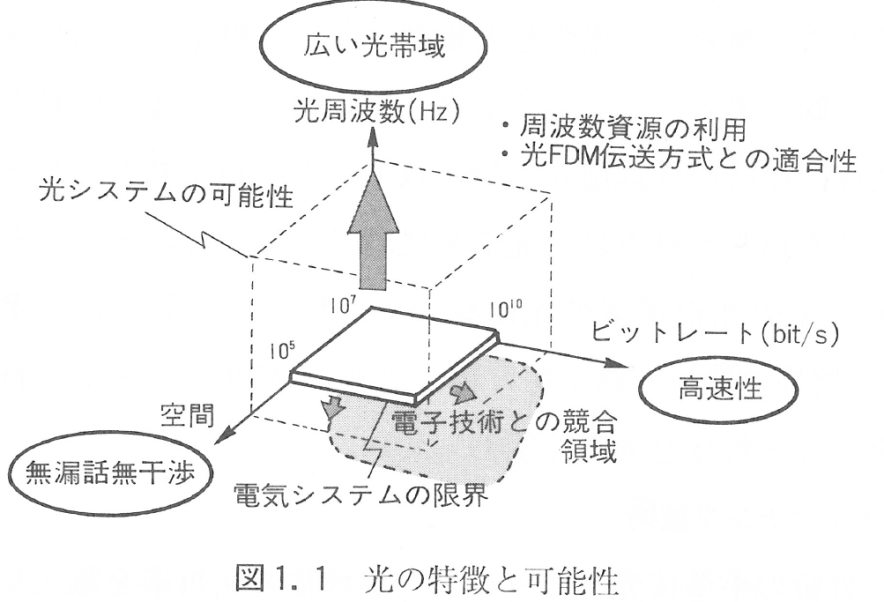 広い光帯域
光周波数(Hz)
・周波数資源の利用
・光FDM伝送方式との適合性
光システムの可能性
10⁷
10¹⁰
10⁵
ビットレート(bit/s)
高速性
空間
電子技術との競合
領域
無漏話無干渉
電気システムの限界
図1.1 光の特徴と可能性